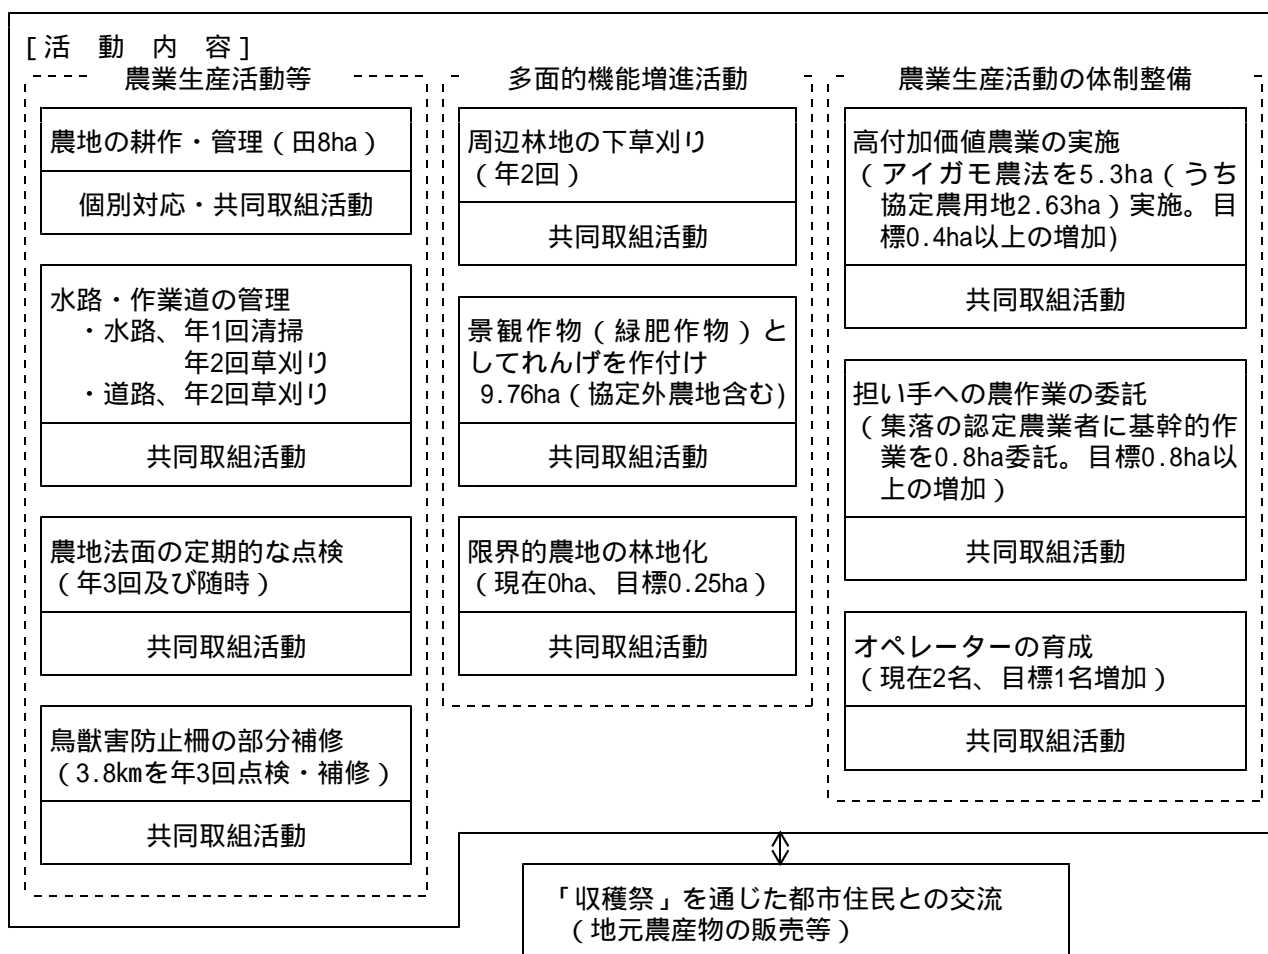 [活 動 内 容]
農業生産活動等
農地の耕作・管理（田8ha）
個別対応・共同取組活動
水路・作業道の管理
・水路、年1回清掃
年2回草刈り
・道路、年2回草刈り
共同取組活動
農地法面の定期的な点検
（年3回及び随時）
共同取組活動
鳥獣害防止柵の部分補修
（3.8㎞を年3回点検・補修）
共同取組活動
多面的機能増進活動
周辺林地の下草刈り
（年2回）
共同取組活動
景観作物（緑肥作物）と
してれんげを作付け
9.76ha（協定外農地含む)
共同取組活動
限界的農地の林地化
（現在0ha、目標0.25ha）
共同取組活動
農業生産活動の体制整備
高付加価値農業の実施
（アイガモ農法を5.3ha（うち
協定農用地2.63ha）実施。目
標0.4ha以上の増加)
共同取組活動
担い手への農作業の委託
（集落の認定農業者に基幹的作
業を0.8ha委託。目標0.8ha以
上の増加）
共同取組活動
オペレーターの育成
（現在2名、目標1名増加）
共同取組活動
「収穫祭」を通じた都市住民との交流
（地元農産物の販売等）